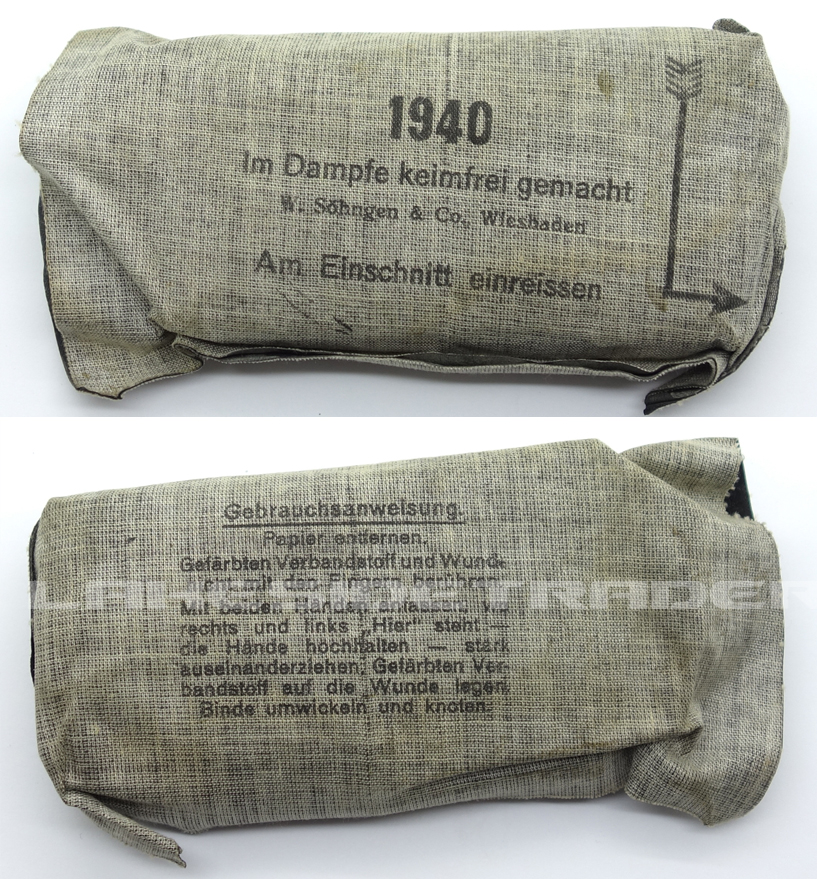 1940
Im Dampfe keimfrei gemacht
W. Söhngen & Co., Wiesbaden
Am Einschnitt einreissen
Gebrauchsanweisung.
Papier entfernen.
Gefärbten Verbandstoff und Wunde
nicht mit den Fingern berühren.
Mit beiden Händen anfassen, wo
rechts und links „Hier" steht —
die Hände hochhalten — stark
auseinanderziehen; Gefärbten Ver-
bandstoff auf die Wunde legen,
Binde umwickeln und knoten.
LAKESIDE TRADER